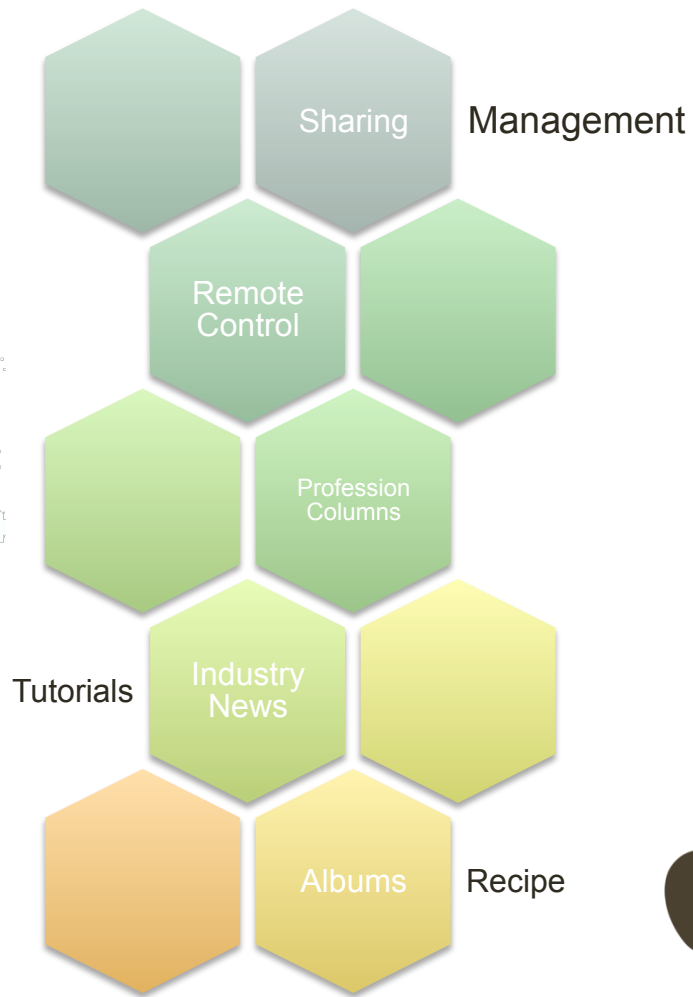 Sharing
Management
Remote
Control
Profession
Columns
Tutorials
Industry
News
Albums
Recipe